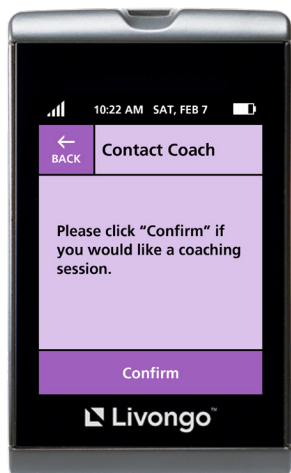 10:22 AM SAT, FEB 7
← BACK
Contact Coach
Please click “Confirm” if
you would like a coaching
session.
Confirm
Livongo™